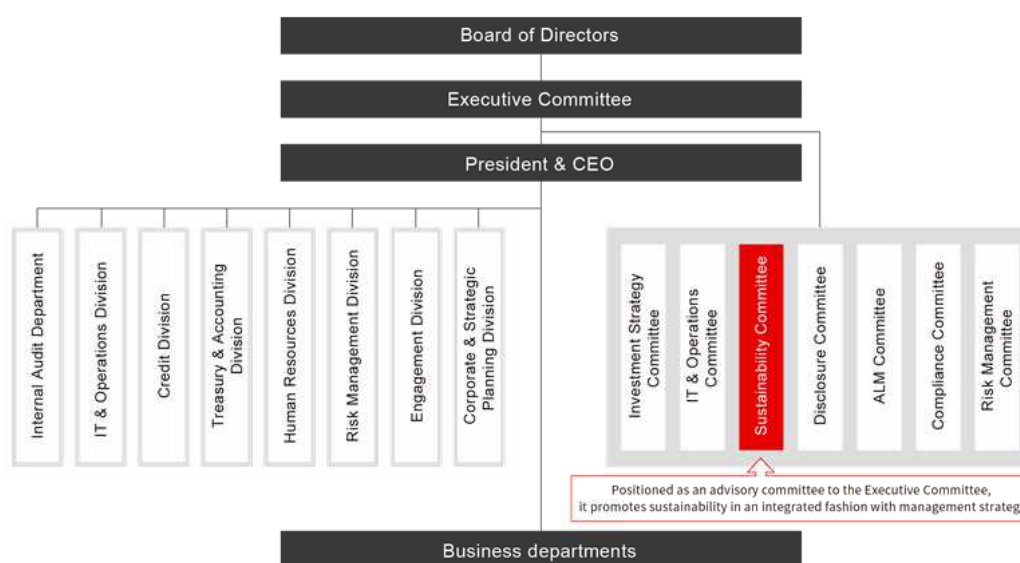 Board of Directors
Executive Committee
President & CEO
Internal Audit Department
IT & Operations Division
Credit Division
Treasury & Accounting
Division
Human Resources Division
Risk Management Division
Engagement Division
Corporate & Strategic
Planning Division
Investment Strategy
Committee
IT & Operations
Committee
Sustainability Committee
Disclosure Committee
ALM Committee
Compliance Committee
Risk Management
Committee
Positioned as an advisory committee to the Executive Committee,
it promotes sustainability in an integrated fashion with management strateg
Business departments